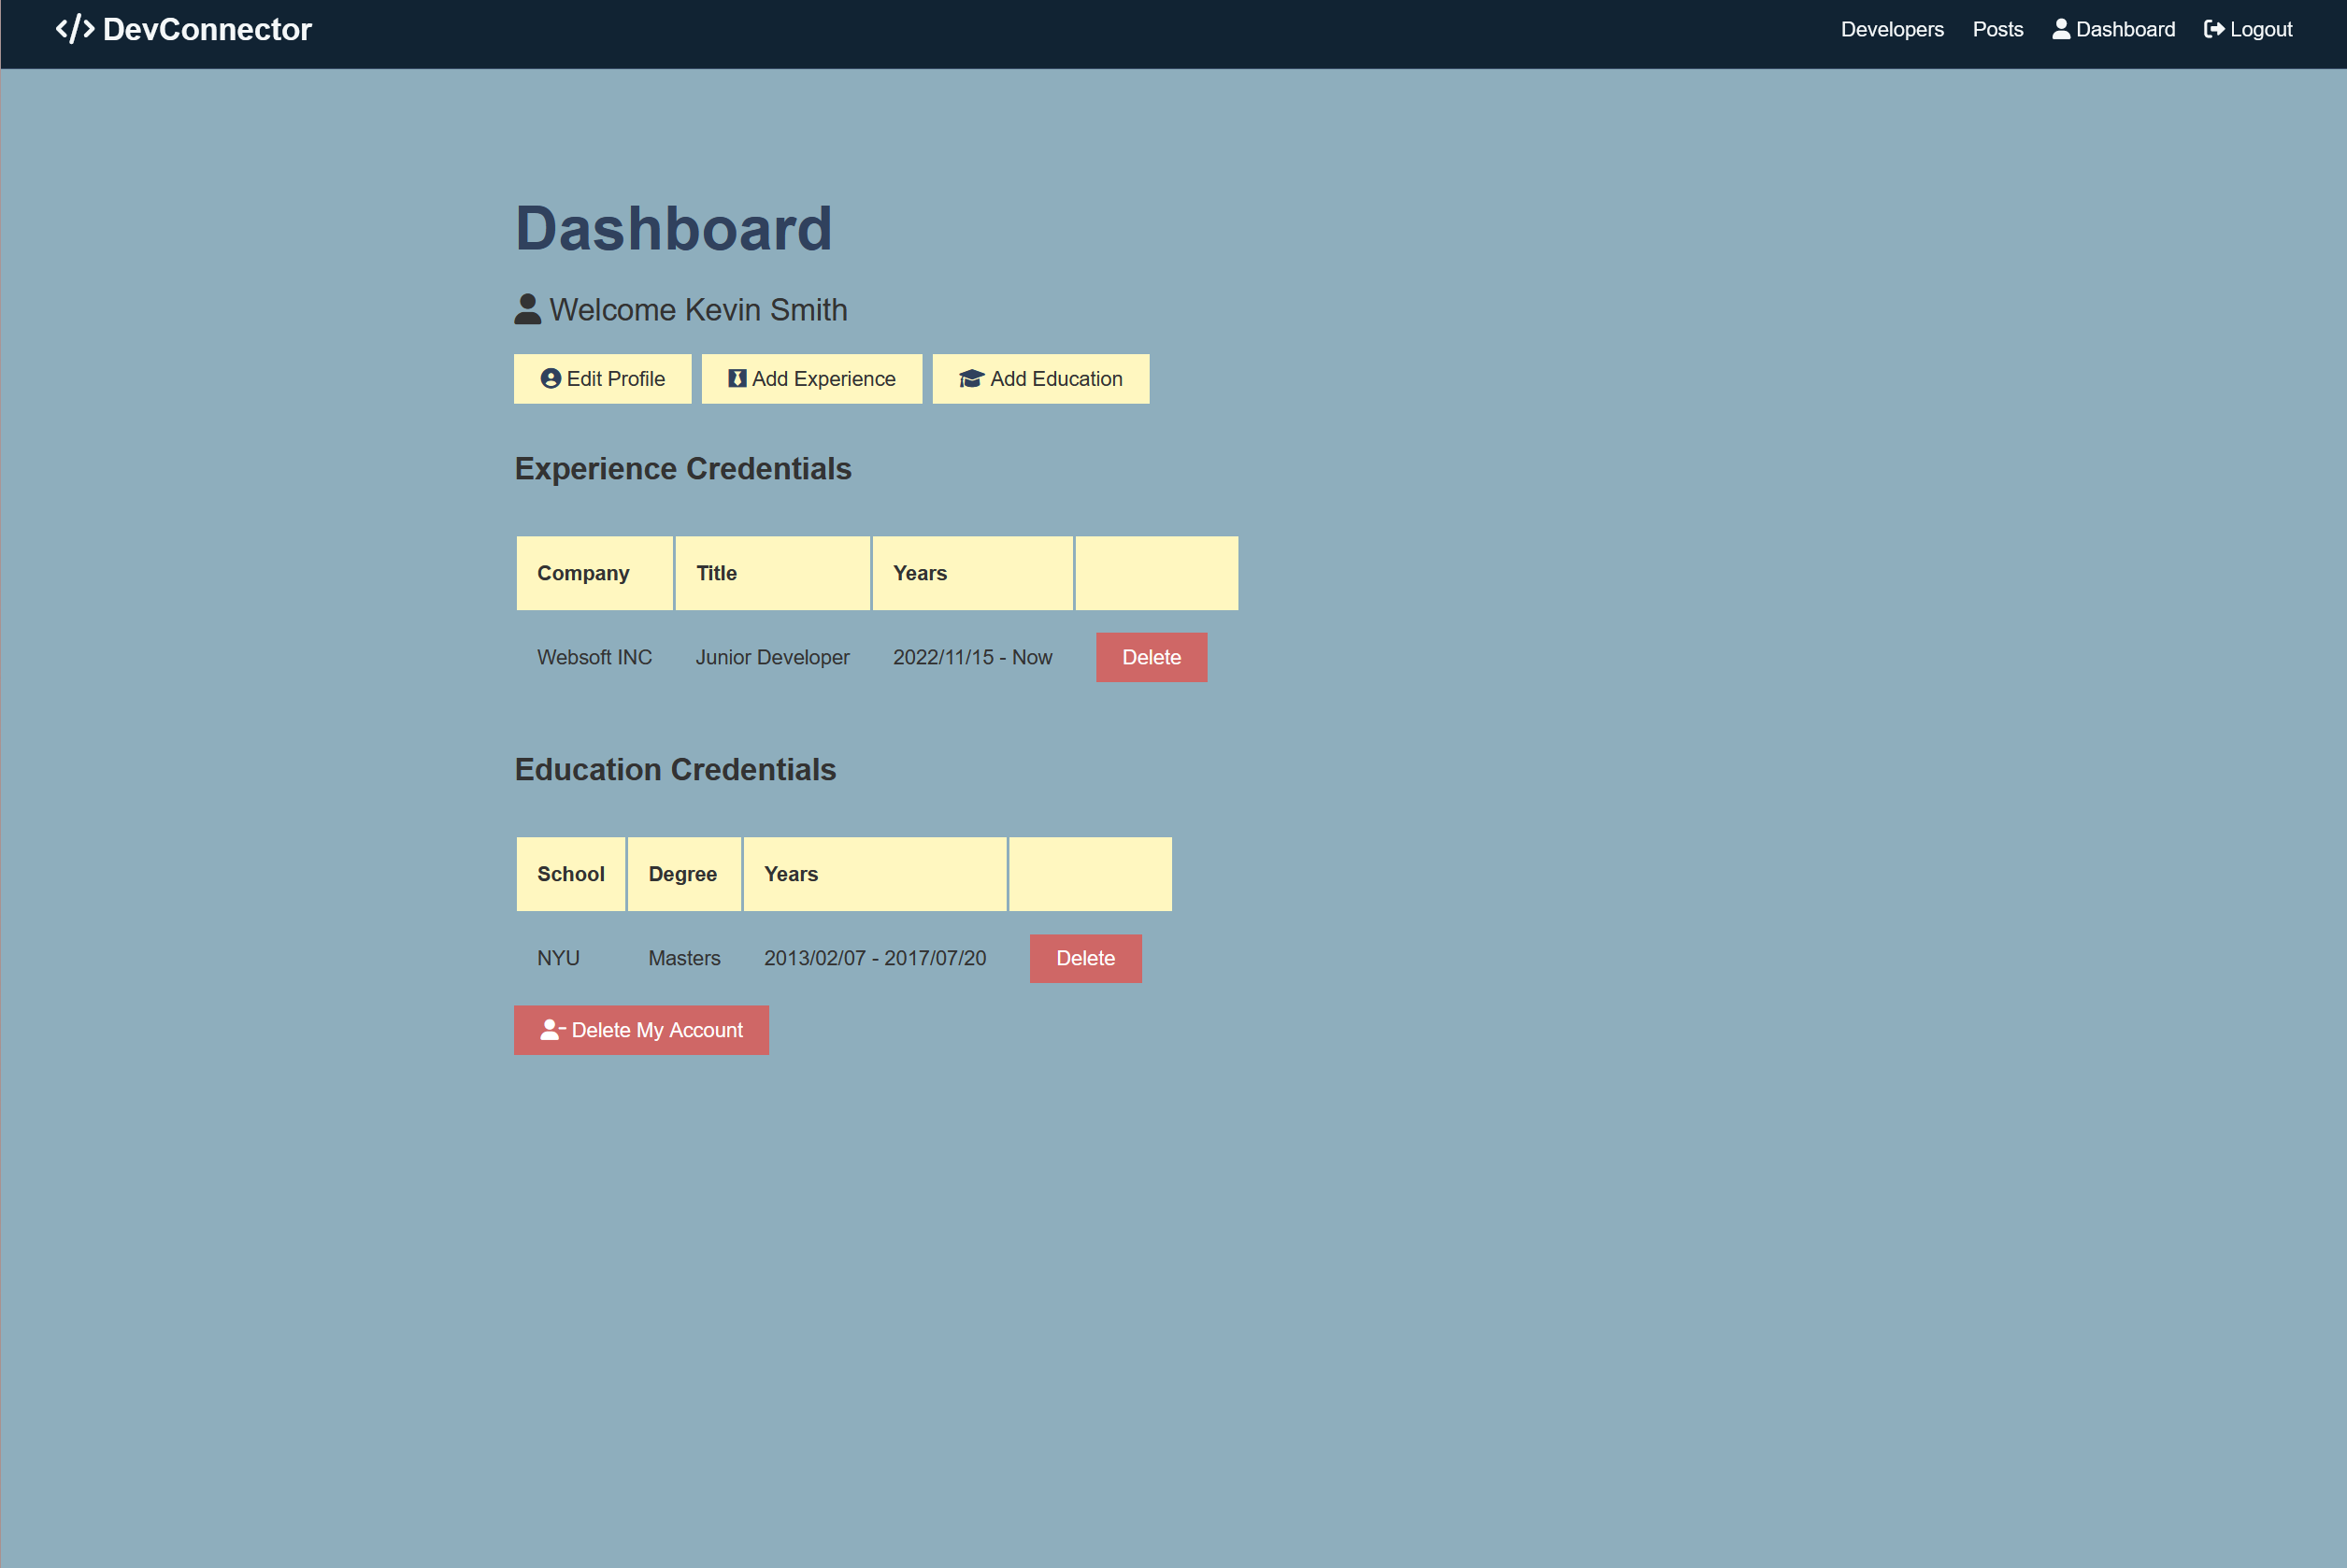 DevConnector
Developers Posts Dashboard Logout
Dashboard
Welcome Kevin Smith
Edit Profile Add Experience Add Education
Experience Credentials
Company Title Years
Websoft INC Junior Developer 2022/11/15 - Now Delete
Education Credentials
School Degree Years
NYU Masters 2013/02/07 - 2017/07/20 Delete
Delete My Account